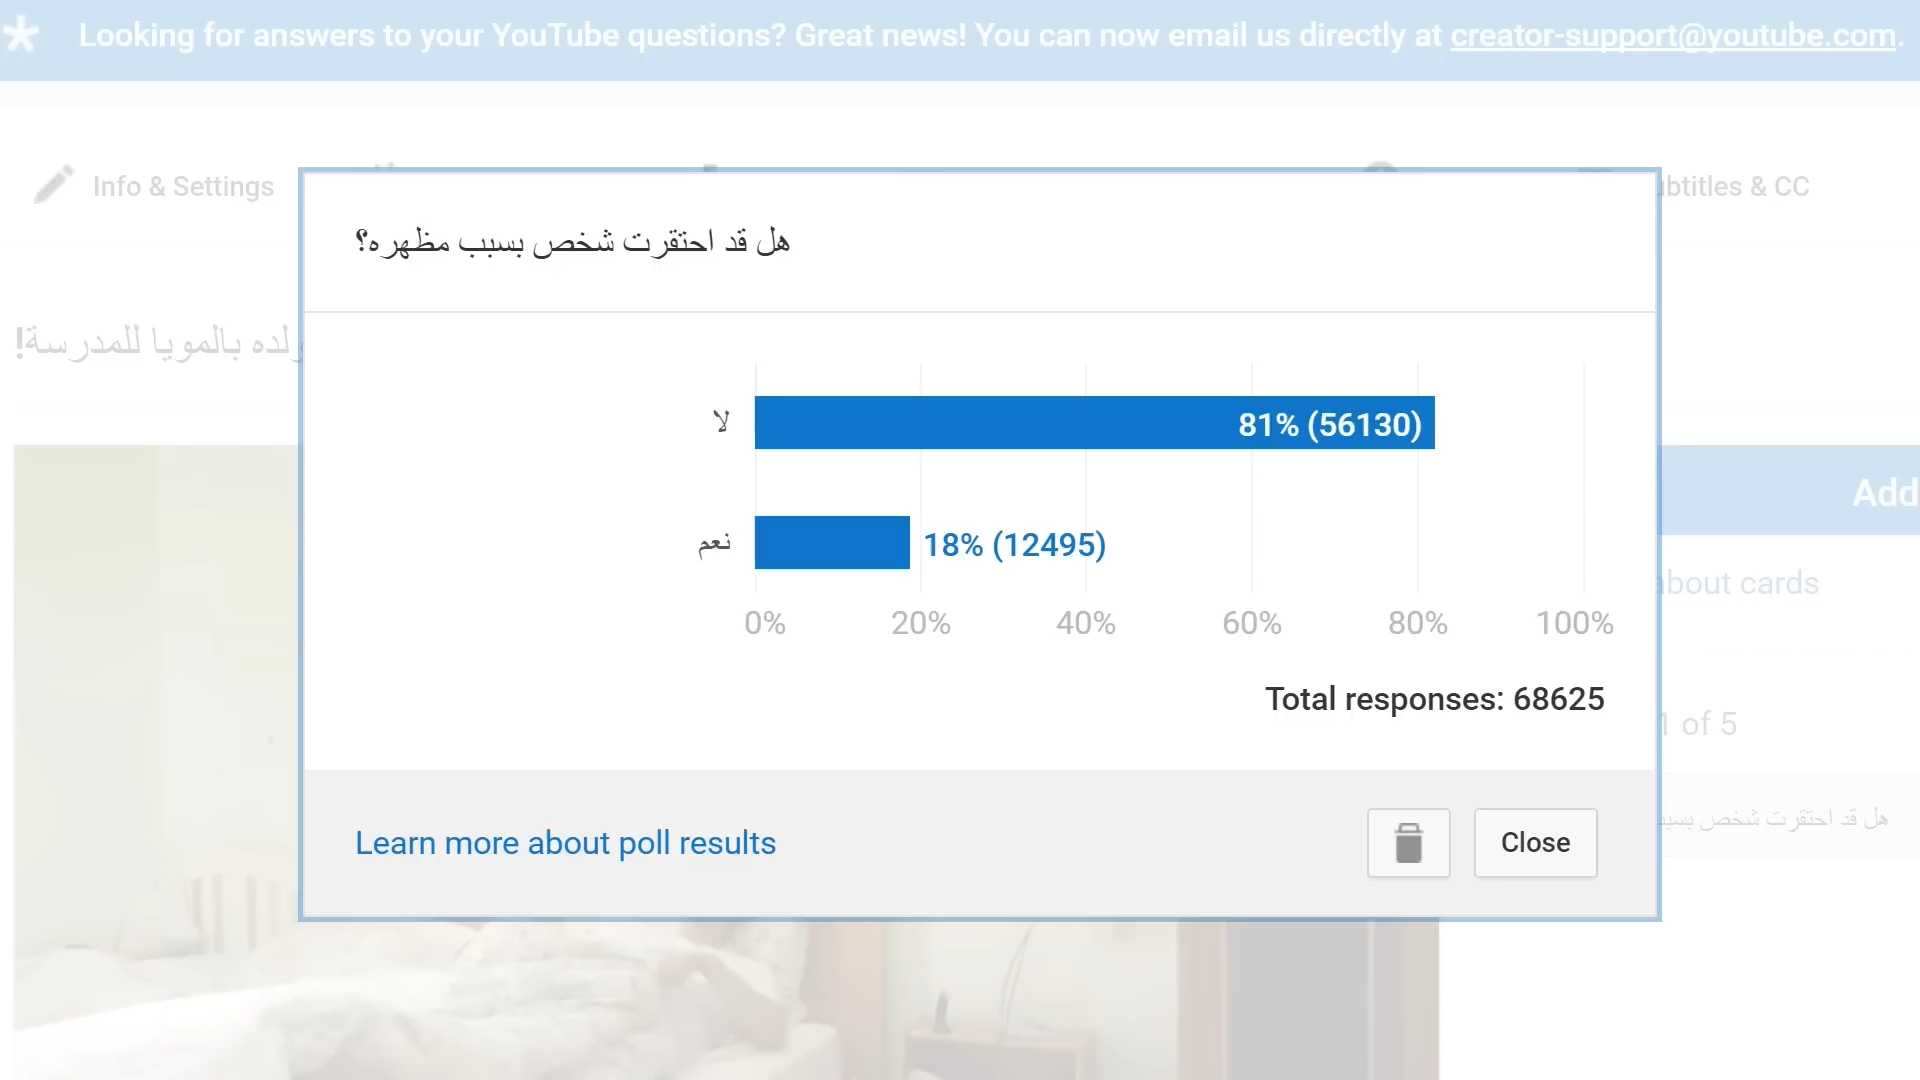 Looking for answers to your YouTube questions? Great news! You can now email us directly at creator-support@youtube.com.
Info & Settings
ubtitles & CC
هل قد احتقرت شخص بسبب مظهره؟
ولده بالمويا للمدرسة!
لا
81% (56130)
Add
نعم
18% (12495)
about cards
0% 20% 40% 60% 80% 100%
Total responses: 68625
1 of 5
هل قد احتقرت شخص بسبب
Learn more about poll results
Close